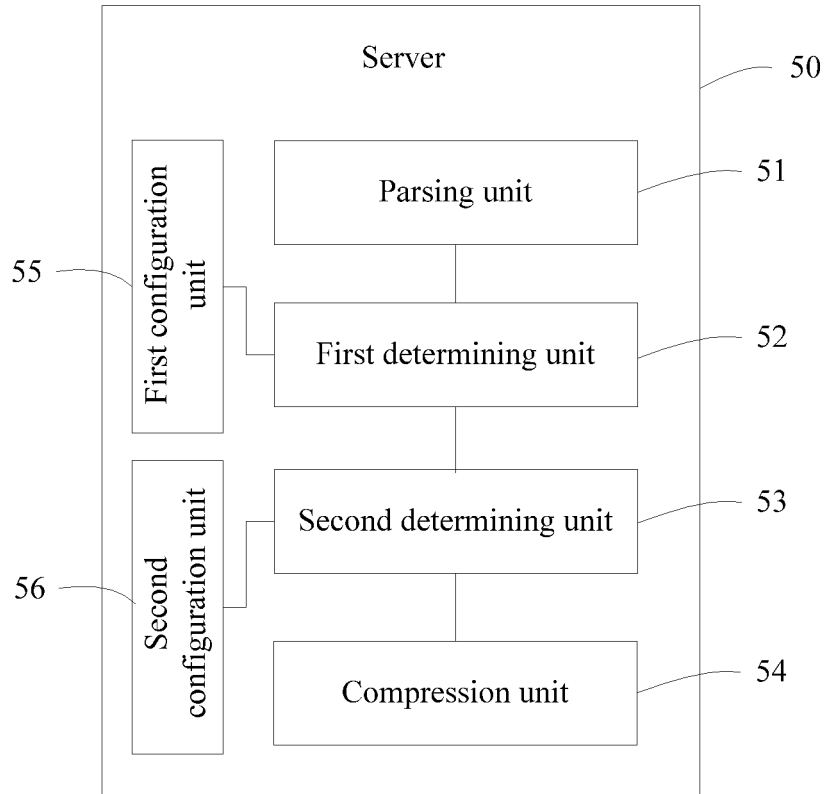 Server
50
Parsing unit
51
First configuration
unit
55
First determining unit
52
Second determining unit
53
Second
configuration unit
56
Compression unit
54